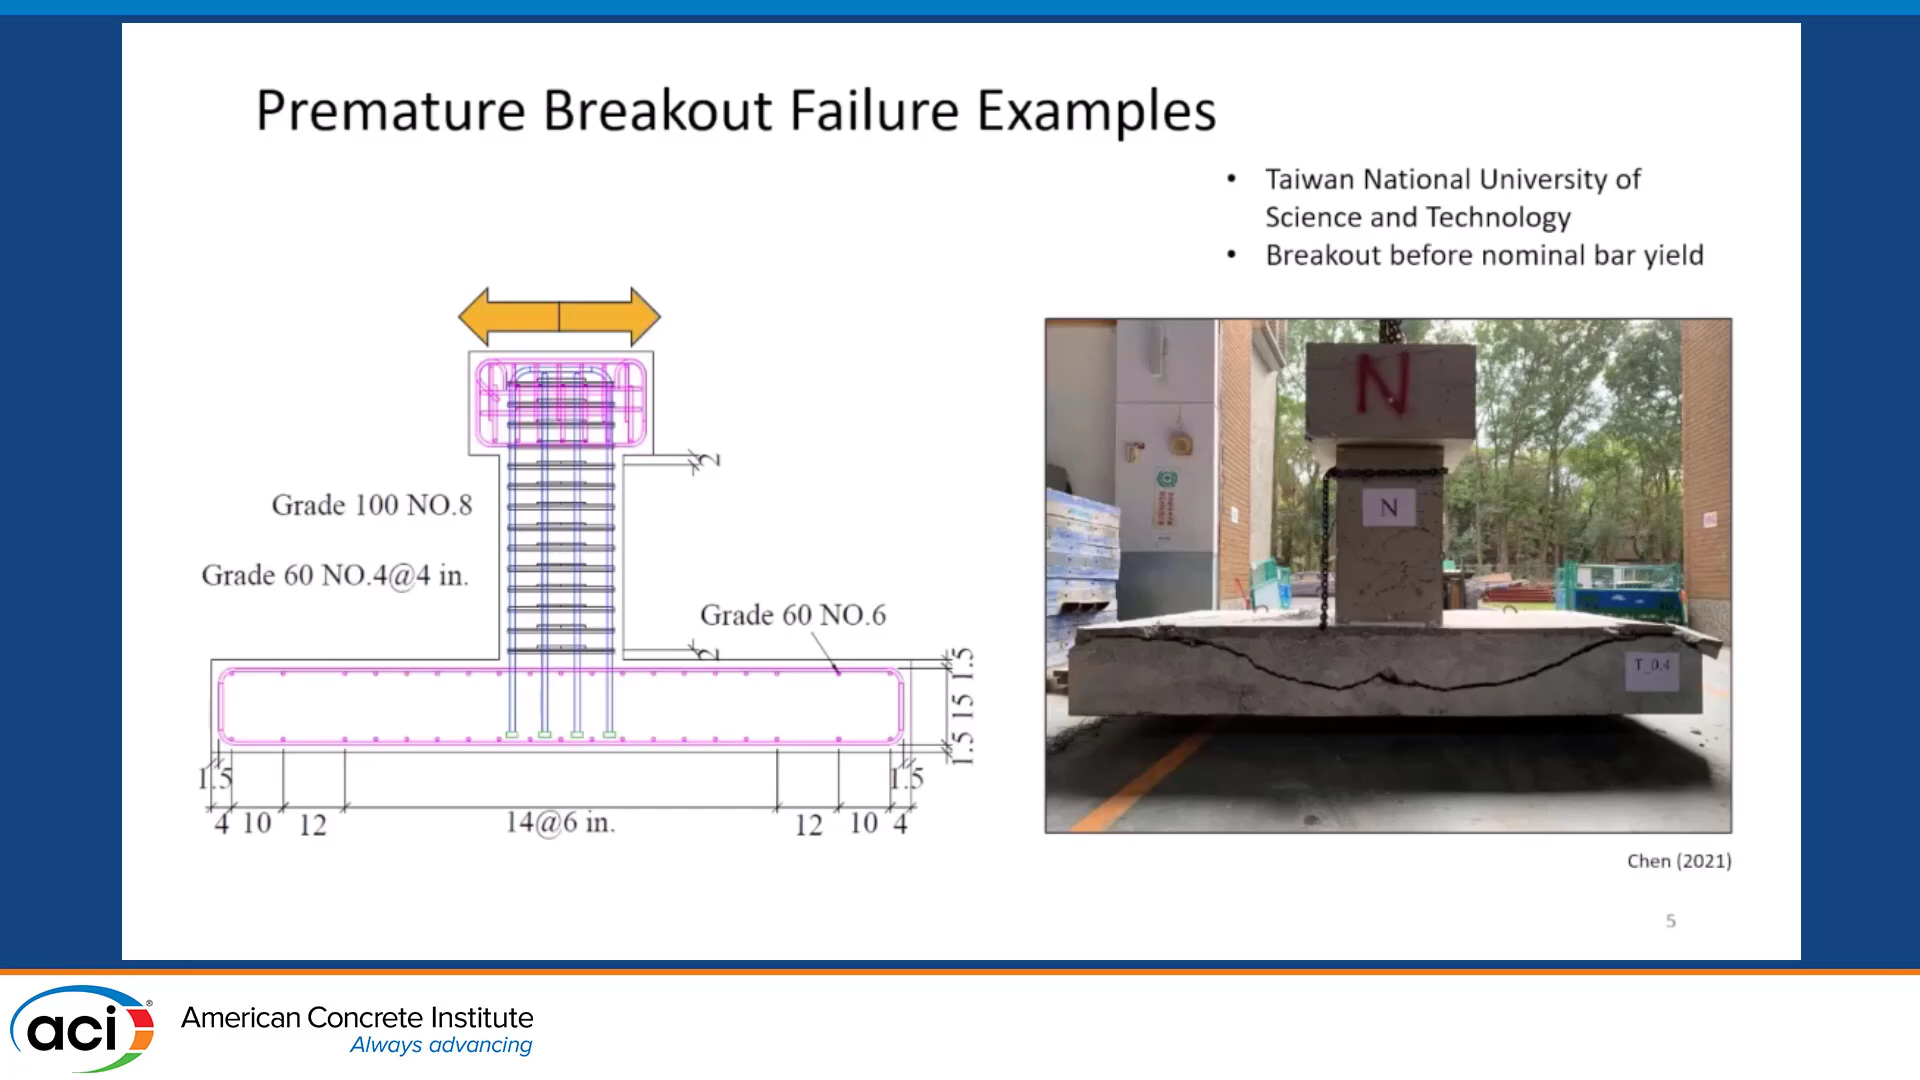 Premature Breakout Failure Examples
• Taiwan National University of
Science and Technology
• Breakout before nominal bar yield
2
Grade 100 NO.8
Grade 60 NO.4@4 in.
Grade 60 NO.6
2
1.5
15
1.5
1.5
1.5
4 10 12 14@6 in. 12 10 4
N
N
T_0.4
Chen (2021)
5
aci®
American Concrete Institute
Always advancing